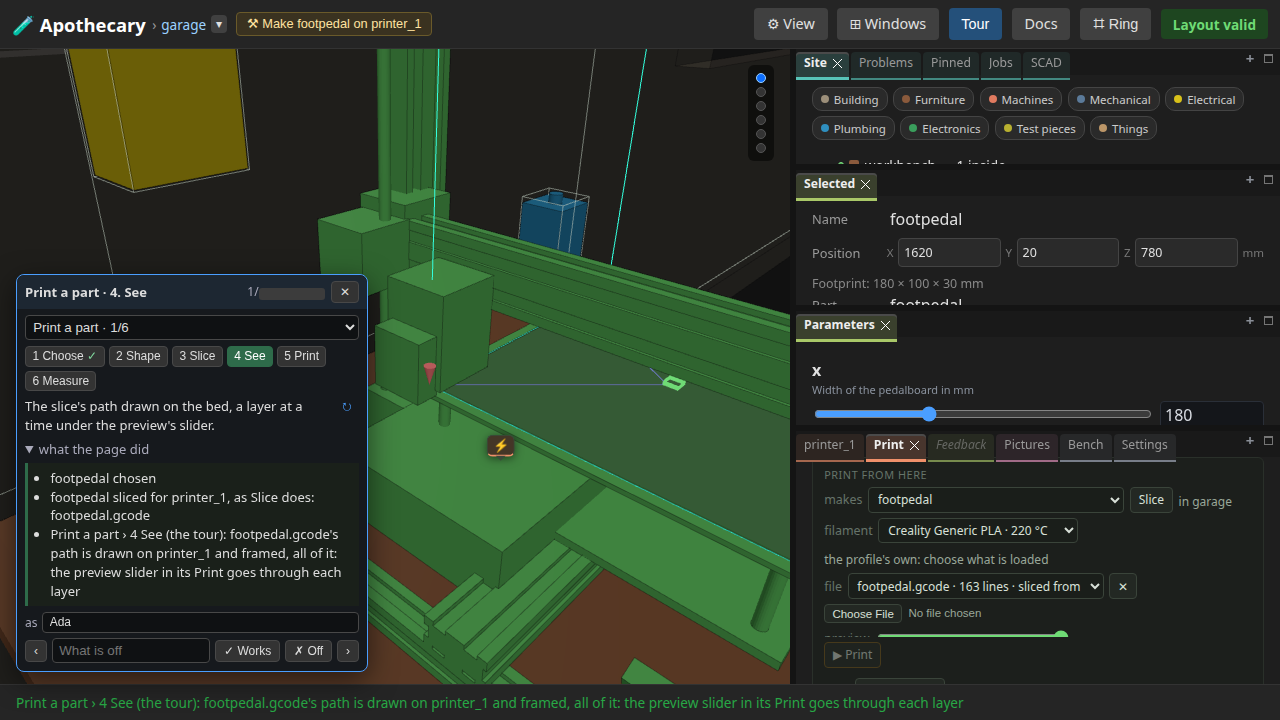 Apothecary › garage ▾
⚒ Make footpedal on printer_1
⚙ View
⊞ Windows
Tour
Docs
⌗ Ring
Layout valid
Site
Problems
Pinned
Jobs
SCAD
Building
Furniture
Machines
Mechanical
Electrical
Plumbing
Electronics
Test pieces
Things
workbench — 1 inside
Selected
Name footpedal
Position X 1620 Y 20 Z 780 mm
Footprint: 180 × 100 × 30 mm
Part footpedal
Parameters
x
Width of the pedalboard in mm
180
printer_1
Print
Feedback
Pictures
Bench
Settings
PRINT FROM HERE
makes footpedal Slice in garage
filament Creality Generic PLA · 220 °C
the profile's own: choose what is loaded
file footpedal.gcode · 163 lines · sliced from
Choose File No file chosen
preview
▶ Print
Print a part · 4. See 1/
Print a part · 1/6
1 Choose ✓
2 Shape
3 Slice
4 See
5 Print
6 Measure
The slice's path drawn on the bed, a layer at a
time under the preview's slider.
▼ what the page did
footpedal chosen
footpedal sliced for printer_1, as Slice does:
footpedal.gcode
Print a part › 4 See (the tour): footpedal.gcode's
path is drawn on printer_1 and framed, all of it:
the preview slider in its Print goes through each
layer
as Ada
‹ What is off ✓ Works ✗ Off ›
Print a part › 4 See (the tour): footpedal.gcode's path is drawn on printer_1 and framed, all of it: the preview slider in its Print goes through each layer